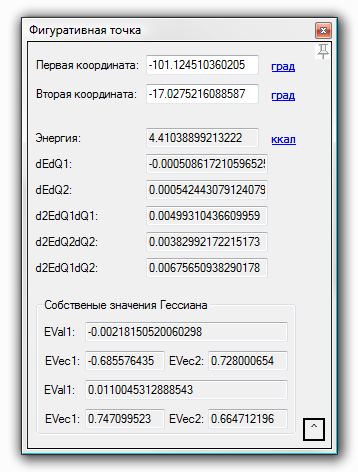 Фигуративная точка
Первая координата: -101.124510360205 град
Вторая координата: -17.0275216088587 град
Энергия: 4.41038899213222 ккал
dEdQ1: -0.000508617210596525
dEdQ2: 0.000542443079124079
d2EdQ1dQ1: 0.00499310436609959
d2EdQ2dQ2: 0.00382992172215173
d2EdQ1dQ2: 0.00675650938290178
Собственые значения Гессиана
EVal1: -0.00218150520060298
EVec1: -0.685576435 EVec2: 0.728000654
EVal1: 0.0110045312888543
EVec1: 0.747099523 EVec2: 0.664712196
^